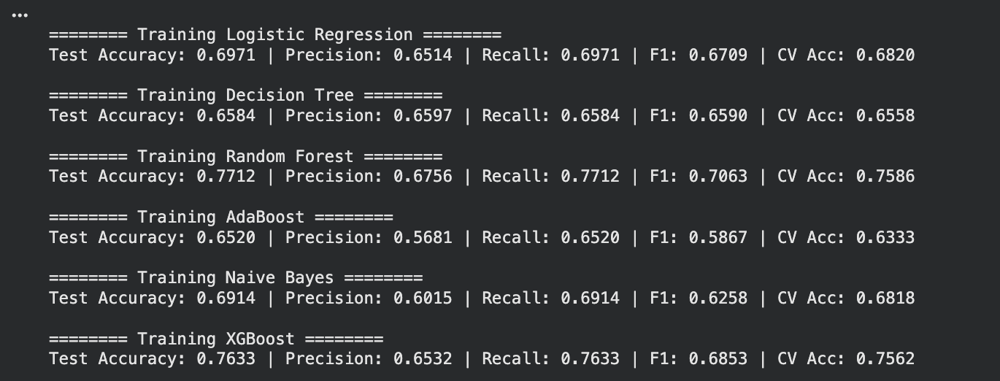 ...
======== Training Logistic Regression ========
Test Accuracy: 0.6971 | Precision: 0.6514 | Recall: 0.6971 | F1: 0.6709 | CV Acc: 0.6820
======== Training Decision Tree ========
Test Accuracy: 0.6584 | Precision: 0.6597 | Recall: 0.6584 | F1: 0.6590 | CV Acc: 0.6558
======== Training Random Forest ========
Test Accuracy: 0.7712 | Precision: 0.6756 | Recall: 0.7712 | F1: 0.7063 | CV Acc: 0.7586
======== Training AdaBoost ========
Test Accuracy: 0.6520 | Precision: 0.5681 | Recall: 0.6520 | F1: 0.5867 | CV Acc: 0.6333
======== Training Naive Bayes ========
Test Accuracy: 0.6914 | Precision: 0.6015 | Recall: 0.6914 | F1: 0.6258 | CV Acc: 0.6818
======== Training XGBoost ========
Test Accuracy: 0.7633 | Precision: 0.6532 | Recall: 0.7633 | F1: 0.6853 | CV Acc: 0.7562